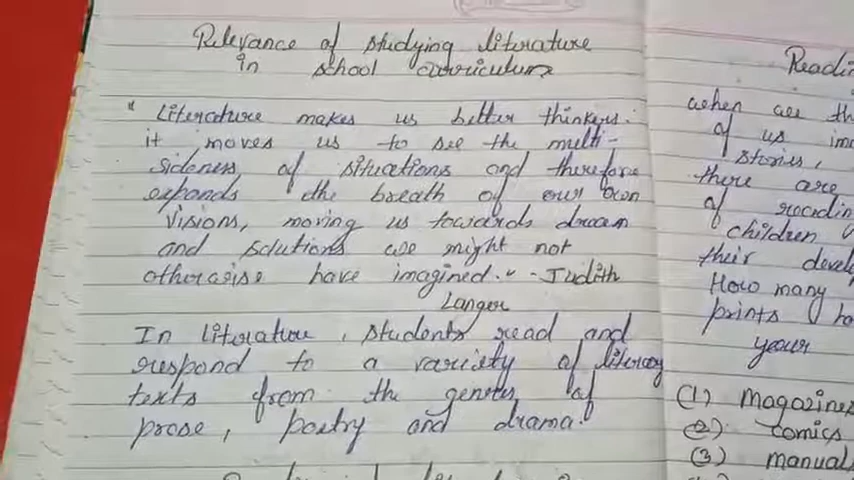 Relevance of studying literature
in school curriculum
" Literature makes us better thinkers.
it moves us to see the multi-
sideness of situations and therefore
expands the breath of our own
visions, moving us towards dream
and solutions we might not
otherwise have imagined." - Judith
Langer
In literature, students read and
respond to a variety of literary
texts from the genres of
prose, poetry and drama.
Readi
when we th
of us im
stories,
there are
of readin
children
their devel
How many
prints ha
your
(1) magazines
(2) comics
(3) manual